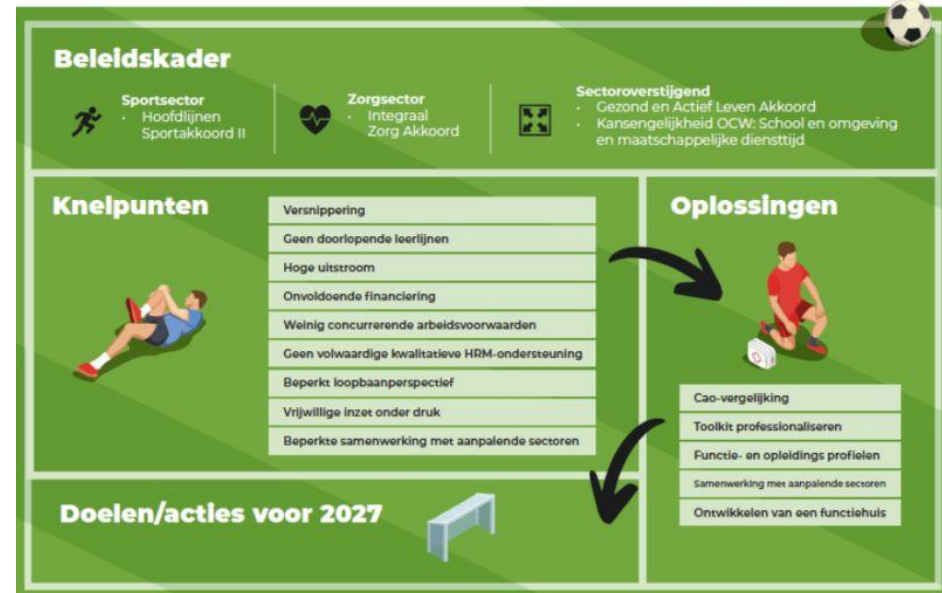 Beleidskader
Sportsector
· Hoofdlijnen
Sportakkoord II
Zorgsector
· Integraal
Zorg Akkoord
Sectoroverstijgend
· Gezond en Actief Leven Akkoord
· Kansengelijkheid OCW: School en omgeving
en maatschappelijke diensttijd
Knelpunten
Versnippering
Geen doorlopende leerlijnen
Hoge uitstroom
Onvoldoende financiering
Weinig concurrerende arbeidsvoorwaarden
Geen volwaardige kwalitatieve HRM-ondersteuning
Beperkt loopbaanperspectief
Vrijwillige inzet onder druk
Beperkte samenwerking met aanpalende sectoren
Oplossingen
Cao-vergelijking
Toolkit professionaliseren
Functie- en opleidings profielen
Samenwerking met aanpalende sectoren
Ontwikkelen van een functiehuis
Doelen/acties voor 2027